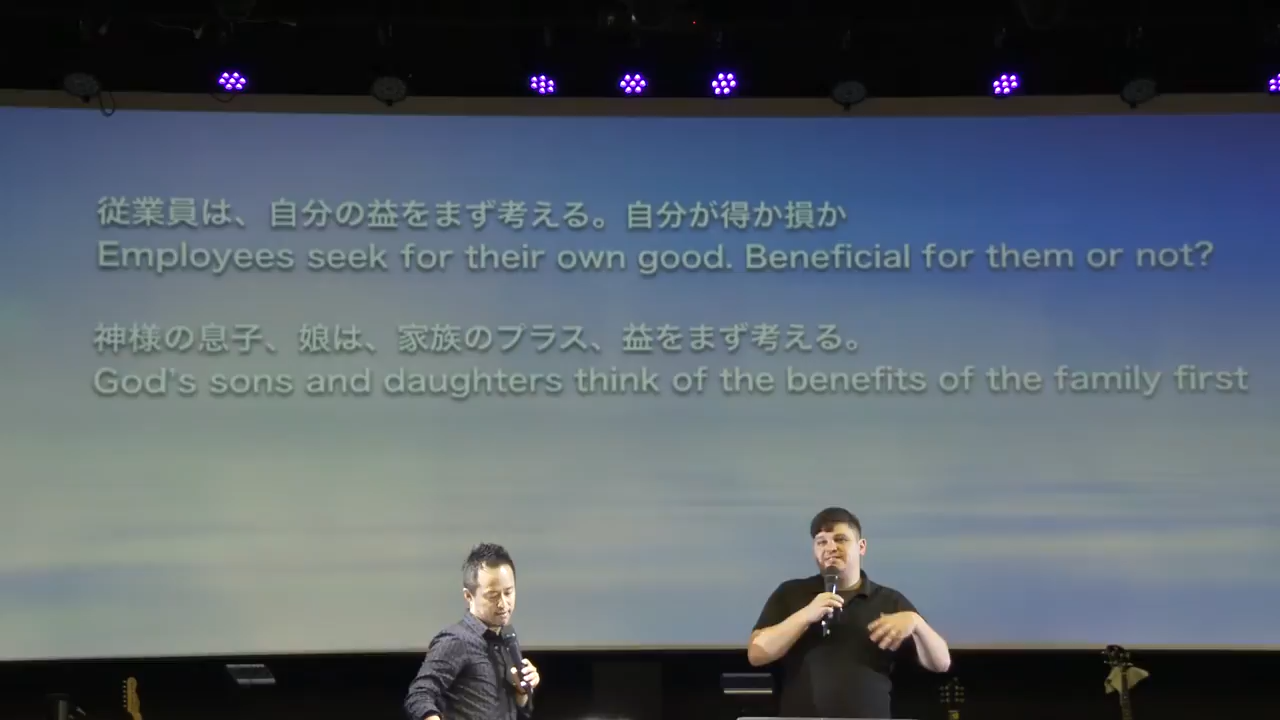 従業員は、自分の益をまず考える。自分が得か損か
Employees seek for their own good. Beneficial for them or not?
神様の息子、娘は、家族のプラス、益をまず考える。
God's sons and daughters think of the benefits of the family first